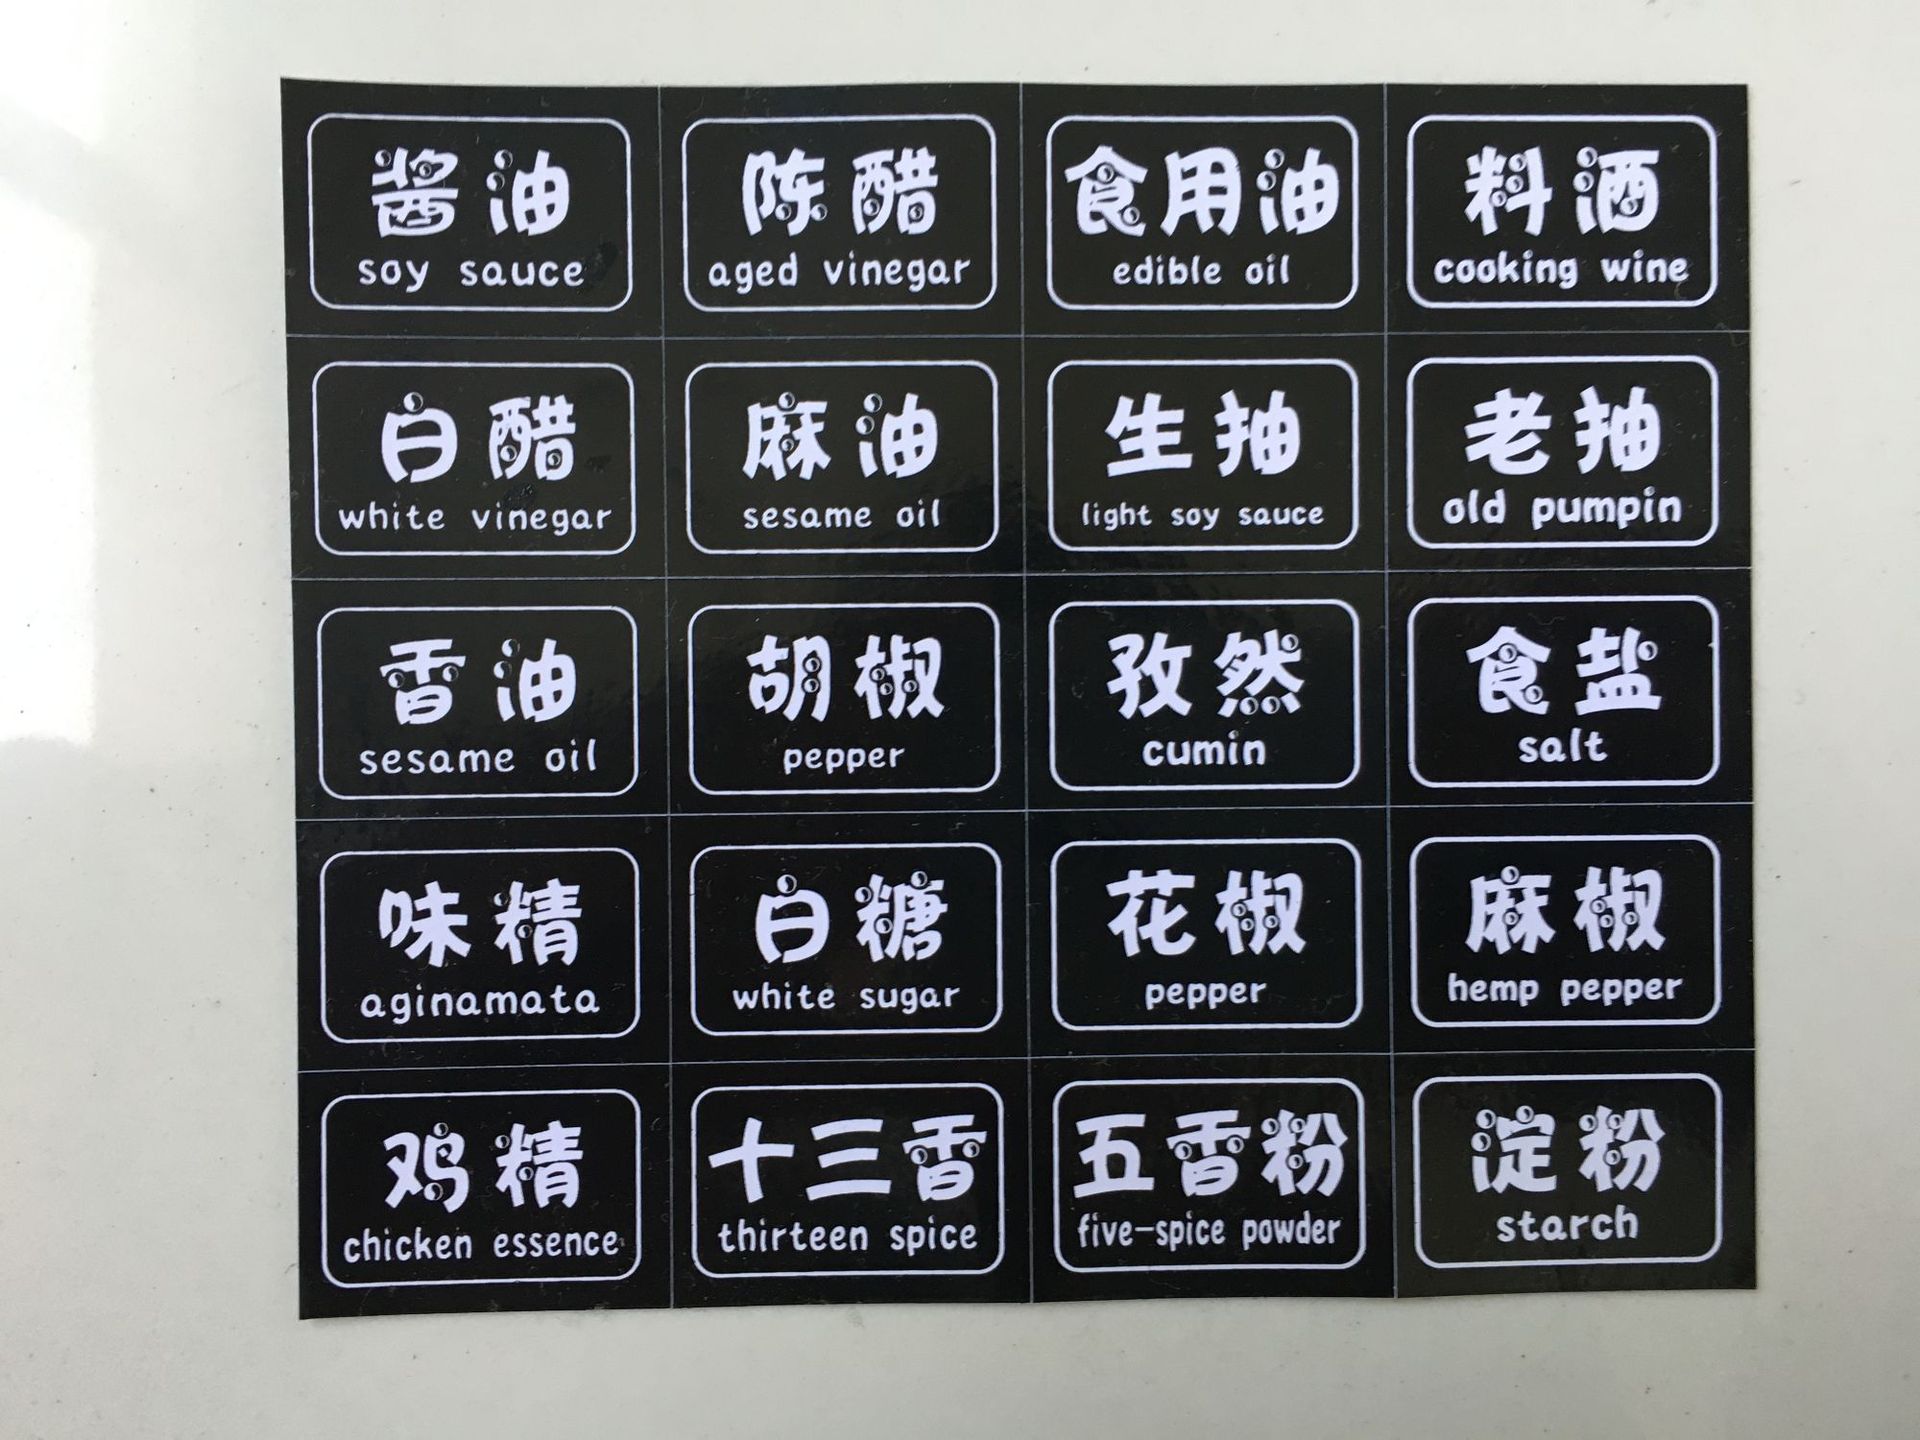 酱油
soy sauce
陈醋
aged vinegar
食用油
edible oil
料酒
cooking wine
白醋
white vinegar
麻油
sesame oil
生抽
light soy sauce
老抽
old pumpin
香油
sesame oil
胡椒
pepper
孜然
cumin
食盐
salt
味精
aginamata
白糖
white sugar
花椒
pepper
麻椒
hemp pepper
鸡精
chicken essence
十三香
thirteen spice
五香粉
five-spice powder
淀粉
starch